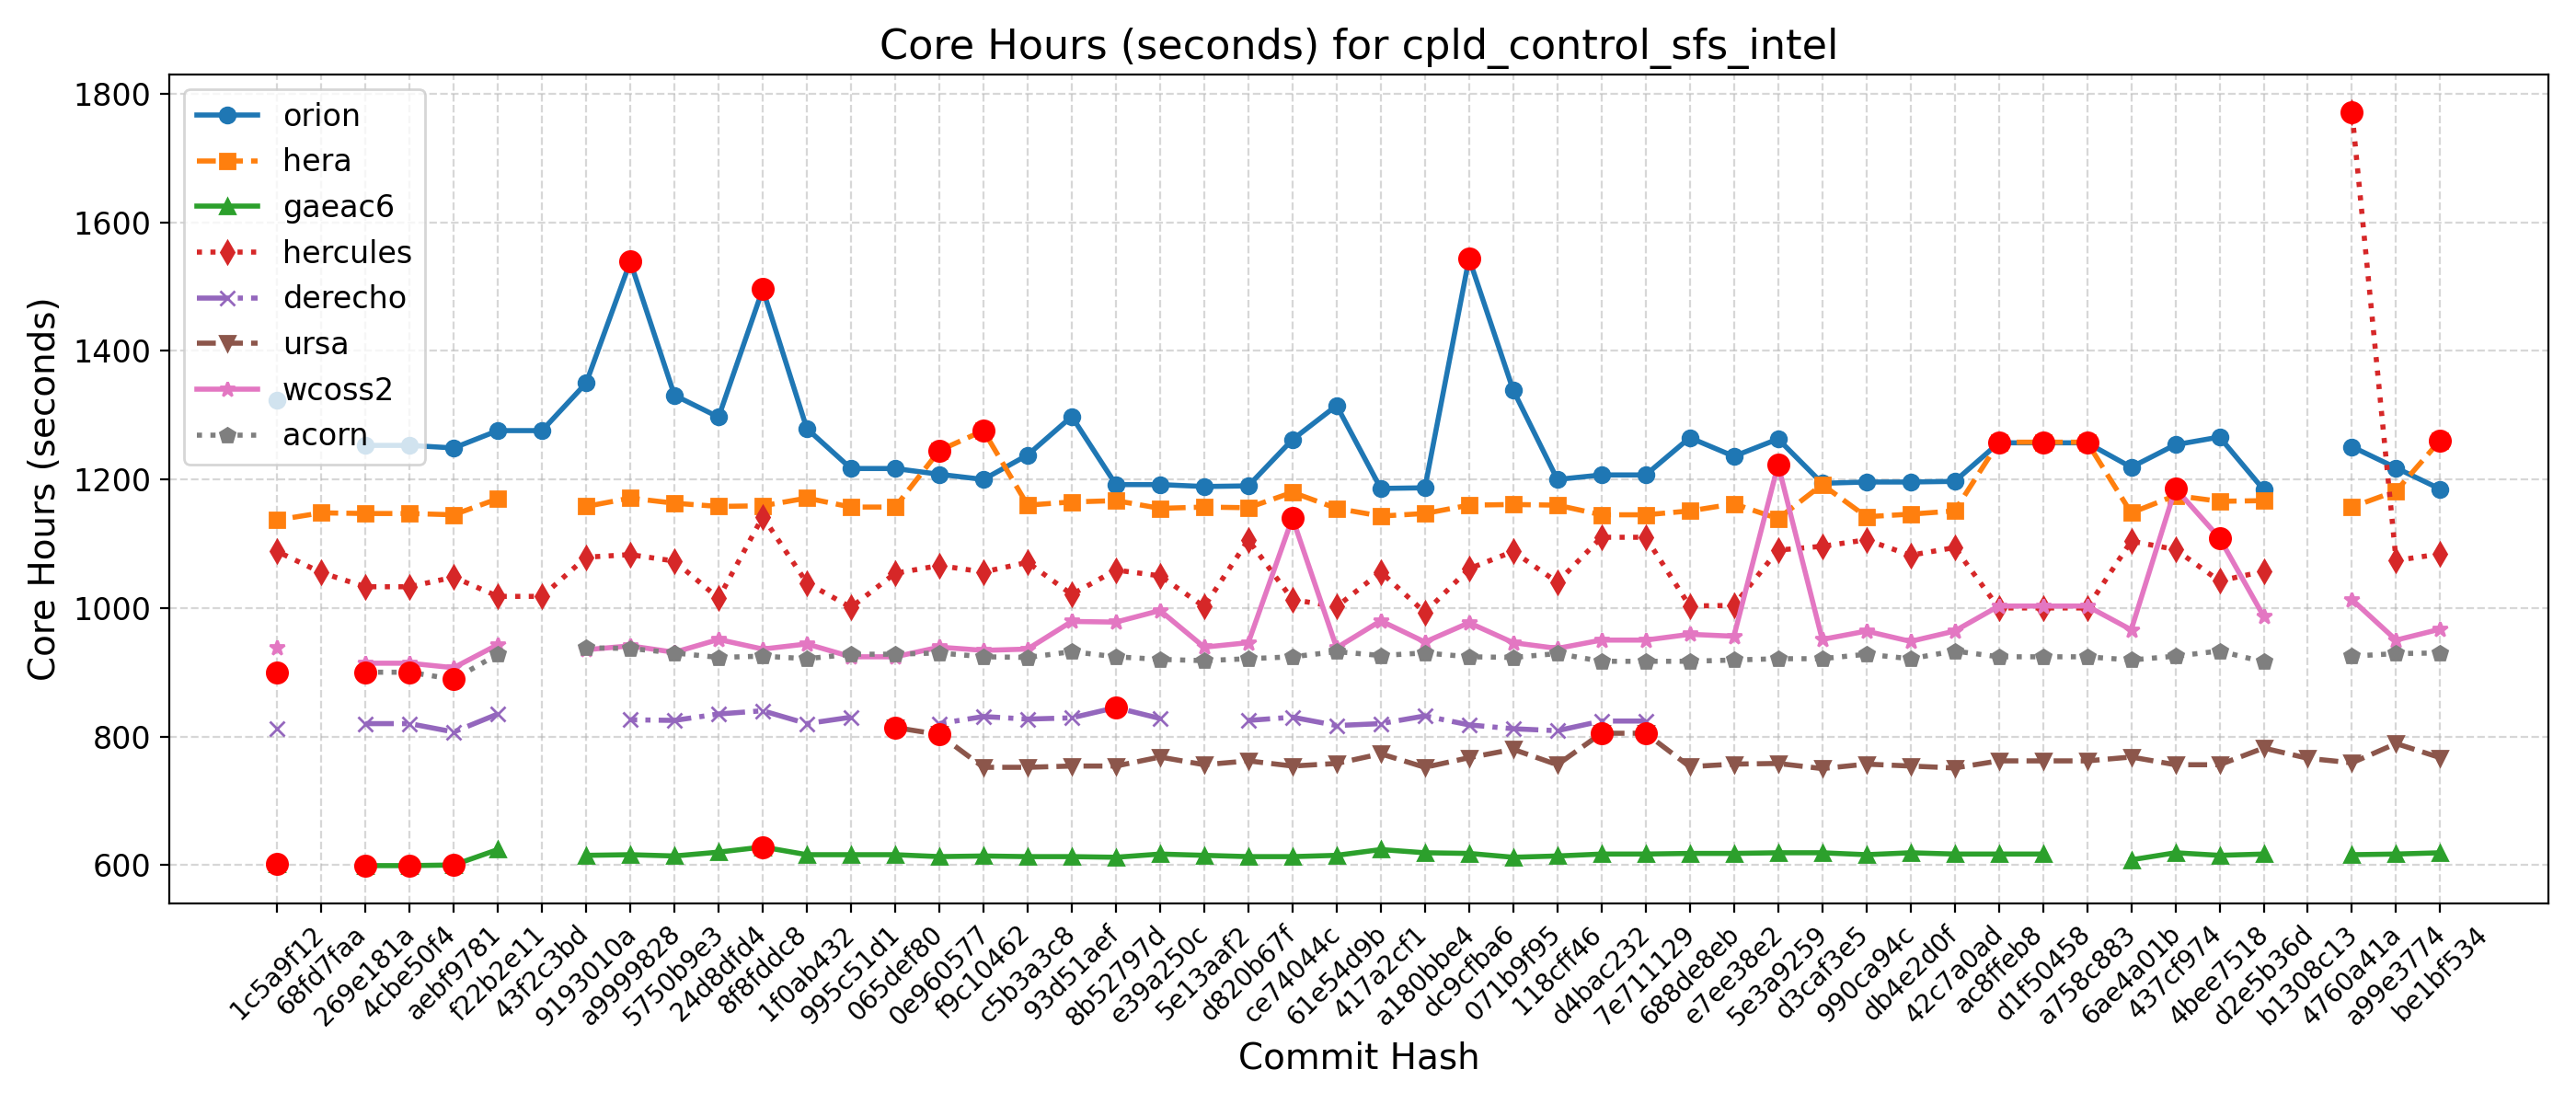 Core Hours (seconds) for cpld_control_sfs_intel
Core Hours (seconds)
1800
1600
1400
1200
1000
800
600
orion
hera
gaeac6
hercules
derecho
ursa
wcoss2
acorn
1c5a9f12
68fd7faa
269e181a
4cbe50f4
aebf9781
f22b2e11
43f2c3bd
9193010a
a9999828
5750b9e3
24d8dfd4
8f8fddc8
1f0ab432
995c51d1
065def80
0e960577
f9c10462
c5b3a3c8
93d51aef
8b52797d
e39a250c
5e13aaf2
d820b67f
ce74044c
61e54d9b
417a2cf1
a180bbe4
dc9cfba6
071b9f95
118cff46
d4bac232
7e711129
688de8eb
e7ee38e2
5e3a9259
d3caf3e5
990ca94c
db4e2d0f
42c7a0ad
ac8ffeb8
d1f50458
a758c883
6ae4a01b
437cf974
4bee7518
d2e5b36d
b1308c13
4760a41a
a99e3774
be1bf534
Commit Hash